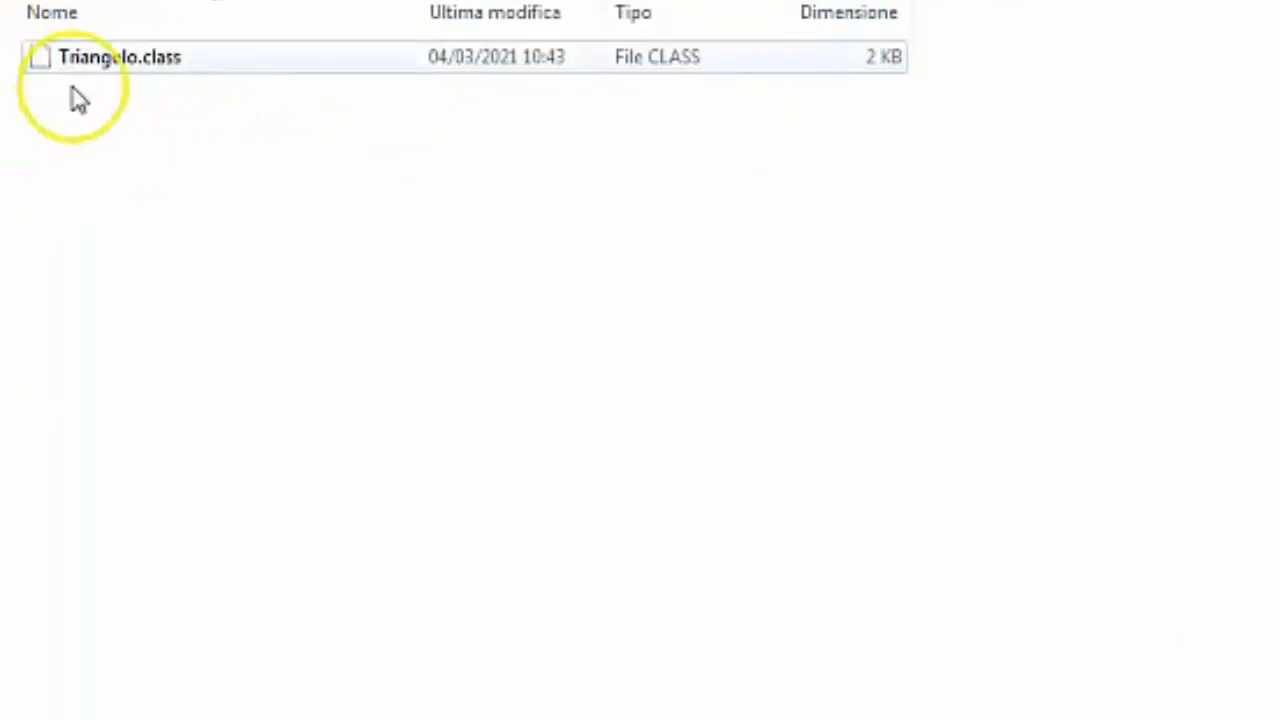 Nome Ultima modifica Tipo Dimensione
Triangolo.class 04/03/2021 10:43 File CLASS 2 KB